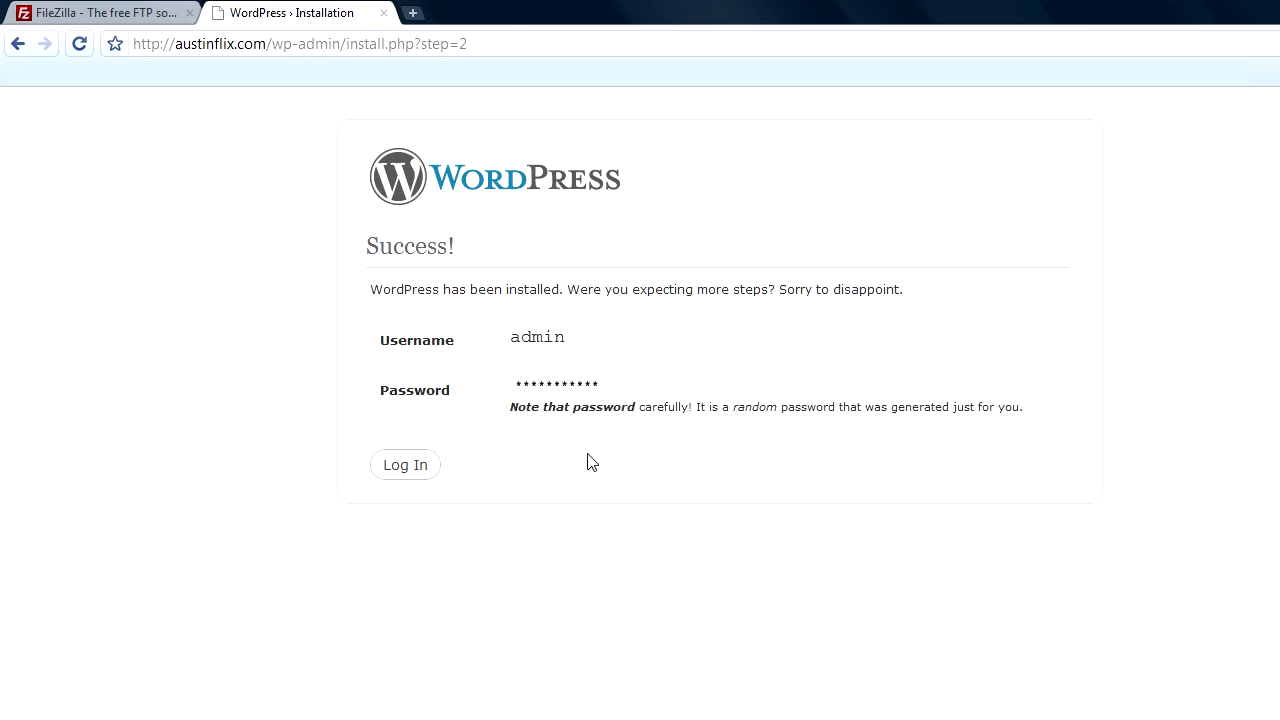 FileZilla - The free FTP so...
WordPress › Installation
http://austinflix.com/wp-admin/install.php?step=2
WORDPRESS
Success!
WordPress has been installed. Were you expecting more steps? Sorry to disappoint.
Username admin
Password ***********
Note that password carefully! It is a random password that was generated just for you.
Log In